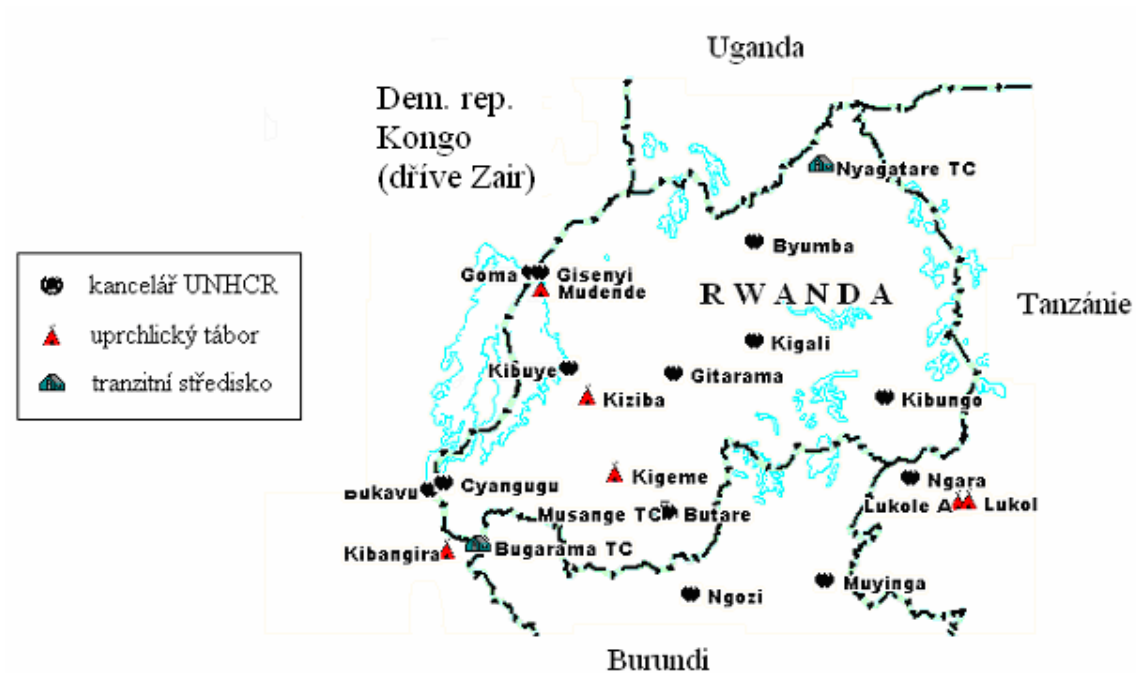 Uganda
Dem. rep.
Kongo
(dříve Zair)
Nyagatare TC
Byumba
Goma
Gisenyi
Mudende
kancelář UNHCR
uprchlický tábor
tranzitní středisko
RWANDA
Tanzánie
Kigali
Kibuye
Gitarama
Kiziba
Kibungo
Kigeme
Ngara
Bukavu
Cyangugu
Lukole A
Lukol
Musange TC
Butare
Kibangira
Bugarama TC
Muyinga
Ngozi
Burundi